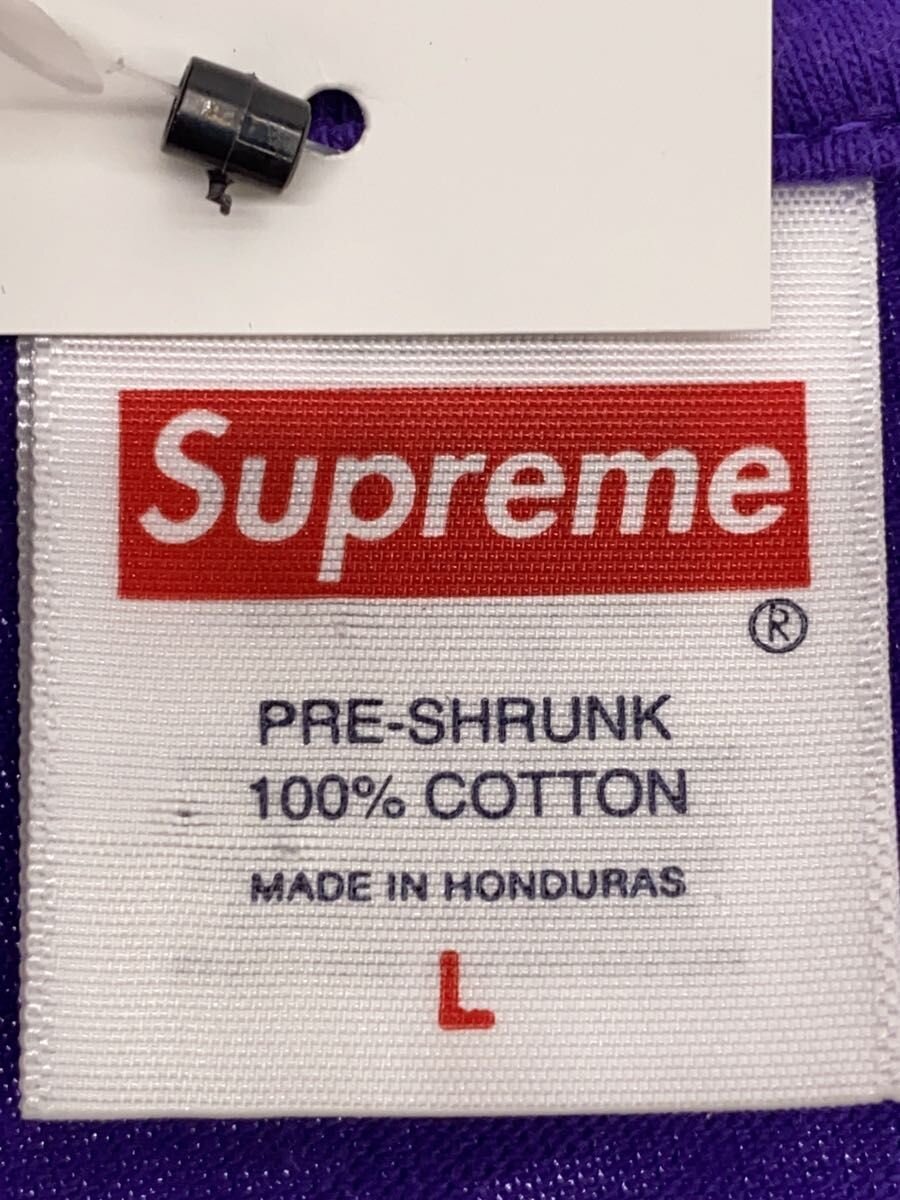 Supreme
®
PRE-SHRUNK
100% COTTON
MADE IN HONDURAS
L